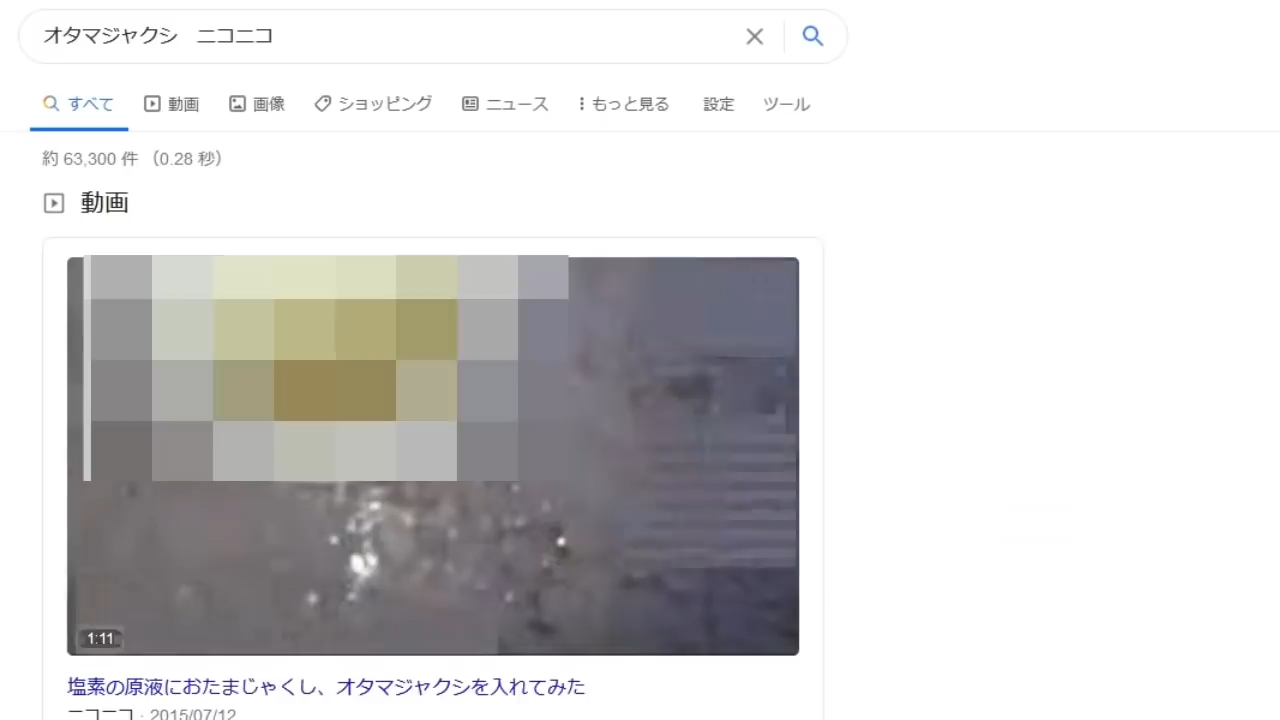 オタマジャクシ　ニコニコ
すべて 動画 画像 ショッピング ニュース もっと見る 設定 ツール
約 63,300 件 （0.28 秒）
動画
1:11
塩素の原液におたまじゃくし、オタマジャクシを入れてみた
ニコニコ · 2015/07/12